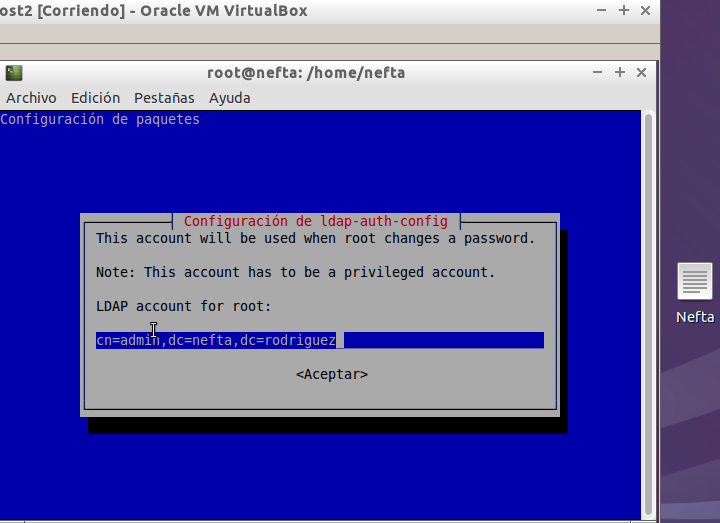 ost2 [Corriendo] - Oracle VM VirtualBox
root@nefta: /home/nefta
Archivo Edición Pestañas Ayuda
Configuración de paquetes
Configuración de ldap-auth-config
This account will be used when root changes a password.
Note: This account has to be a privileged account.
LDAP account for root:
cn=admin,dc=nefta,dc=rodriguez
<Aceptar>
Nefta